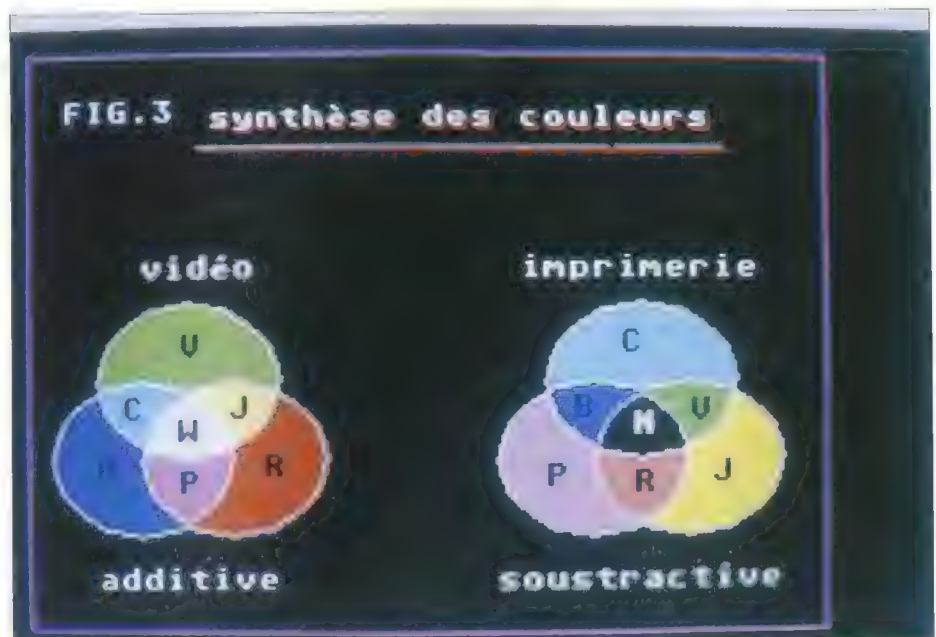 FIG.3 synthèse des couleurs
vidéo
imprimerie
V
C
C
J
W
B
N
V
R
P
P
R
J
additive
soustractive